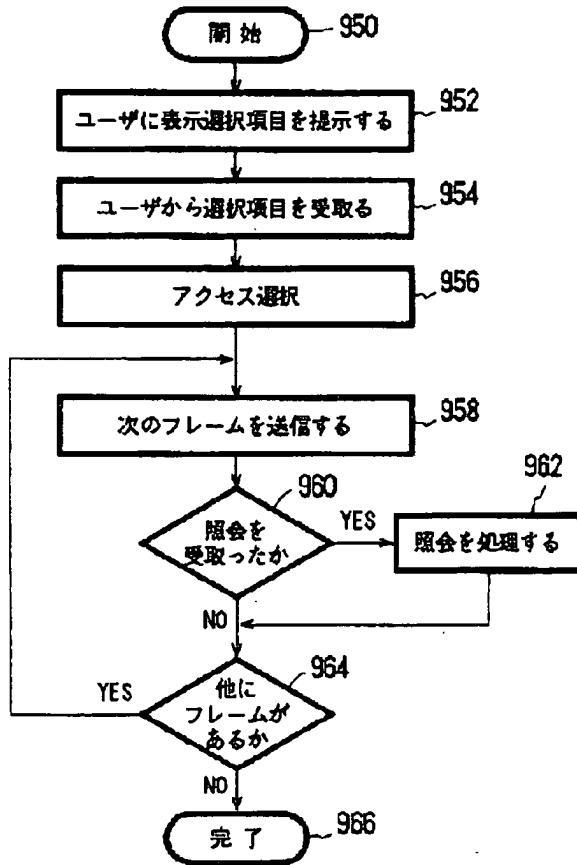 開始
950
ユーザに表示選択項目を提示する
952
ユーザから選択項目を受取る
954
アクセス選択
956
次のフレームを送信する
958
960
照会を
受取ったか
YES
962
照会を処理する
NO
964
YES
他に
フレームが
あるか
NO
完了
966